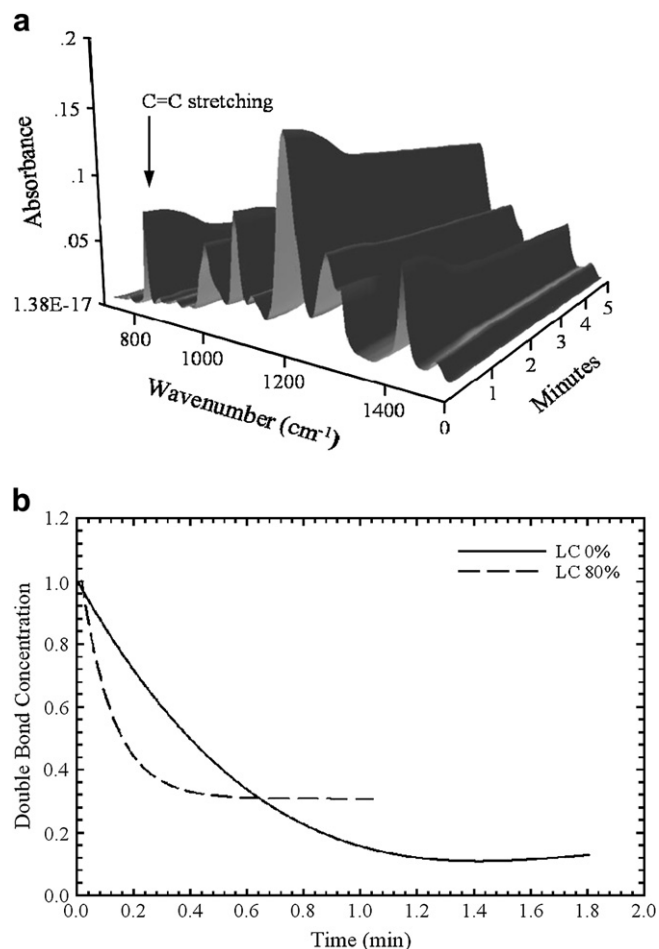 a
.2
.15
.1
.05
1.38E-17
Absorbance
C=C stretching
800
1000
1200
1400
Wavenumber (cm-1)
0
1
2
3
4
5
Minutes
b
1.2
1.0
0.8
0.6
0.4
0.2
0.0
Double Bond Concentration
LC 0%
LC 80%
0.0 0.2 0.4 0.6 0.8 1.0 1.2 1.4 1.6 1.8 2.0
Time (min)